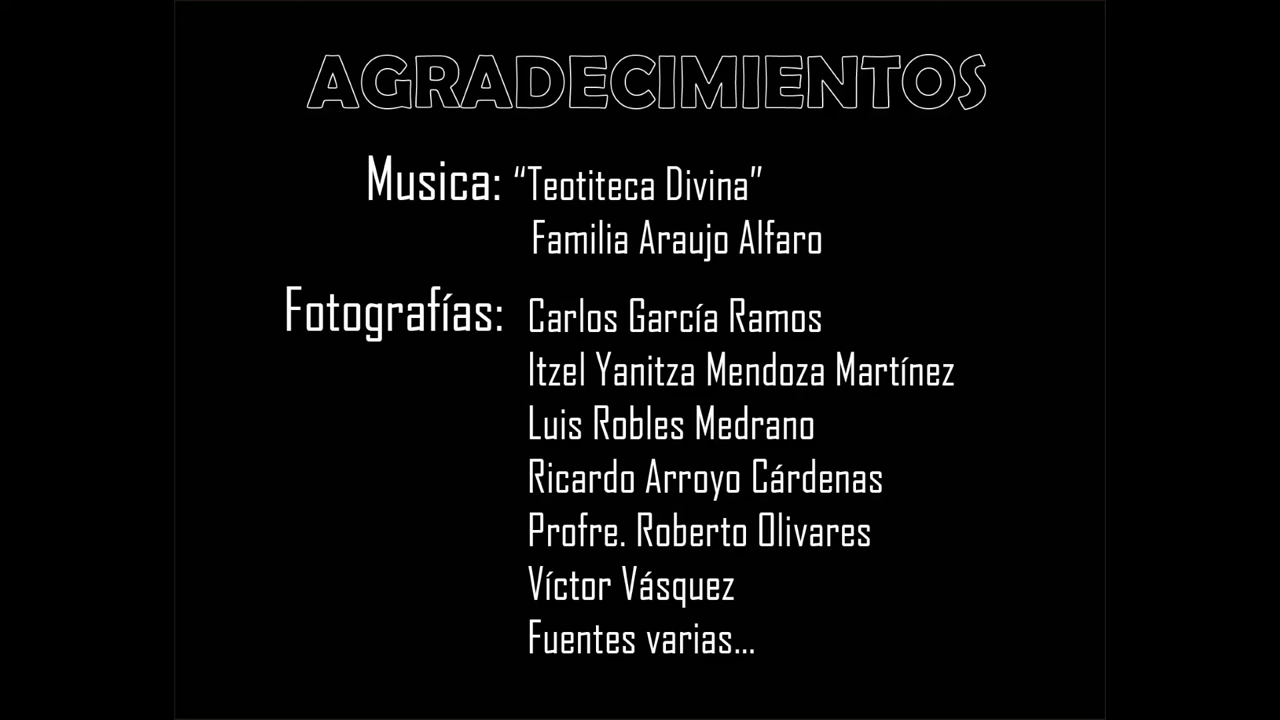 AGRADECIMIENTOS
Musica: “Teotiteca Divina”
Familia Araujo Alfaro
Fotografías: Carlos García Ramos
Itzel Yanitza Mendoza Martínez
Luis Robles Medrano
Ricardo Arroyo Cárdenas
Profre. Roberto Olivares
Víctor Vásquez
Fuentes varias...